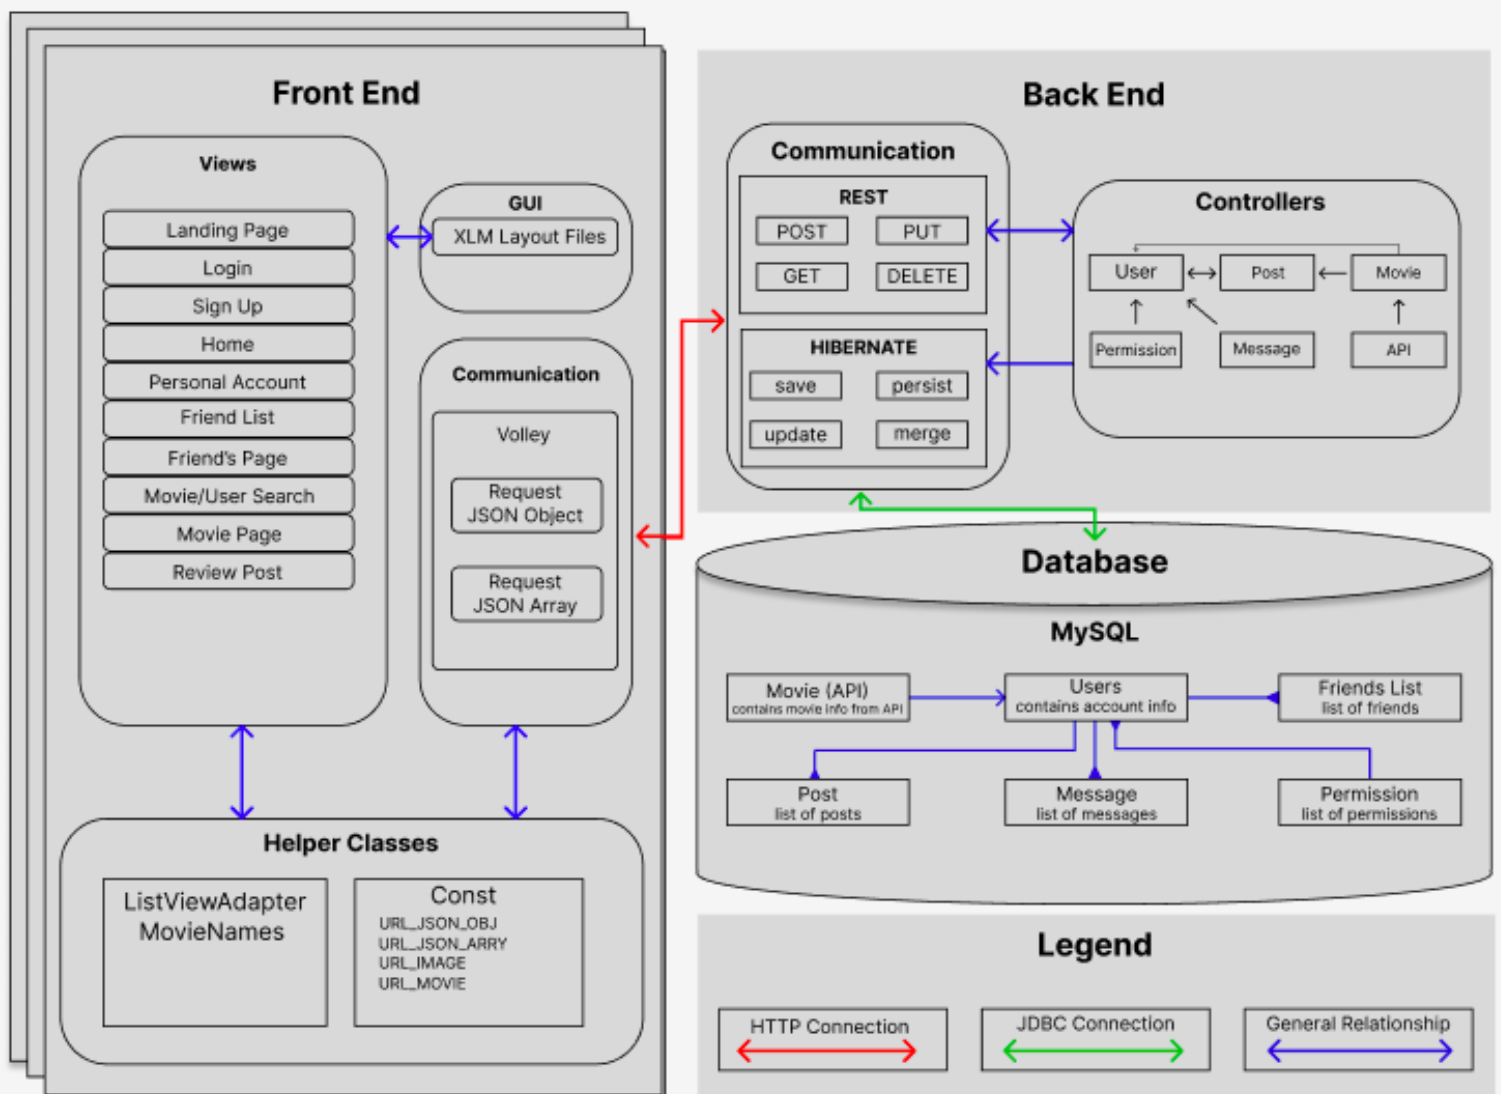 Front End
Views
Landing Page
Login
Sign Up
Home
Personal Account
Friend List
Friend's Page
Movie/User Search
Movie Page
Review Post
GUI
XLM Layout Files
Communication
Volley
Request
JSON Object
Request
JSON Array
Helper Classes
ListViewAdapter
MovieNames
Const
URL_JSON_OBJ
URL_JSON_ARRY
URL_IMAGE
URL_MOVIE
Back End
Communication
REST
POST
PUT
GET
DELETE
HIBERNATE
save
persist
update
merge
Controllers
User
Post
Movie
Permission
Message
API
Database
MySQL
Movie (API)
contains movie info from API
Users
contains account info
Friends List
list of friends
Post
list of posts
Message
list of messages
Permission
list of permissions
Legend
HTTP Connection
JDBC Connection
General Relationship